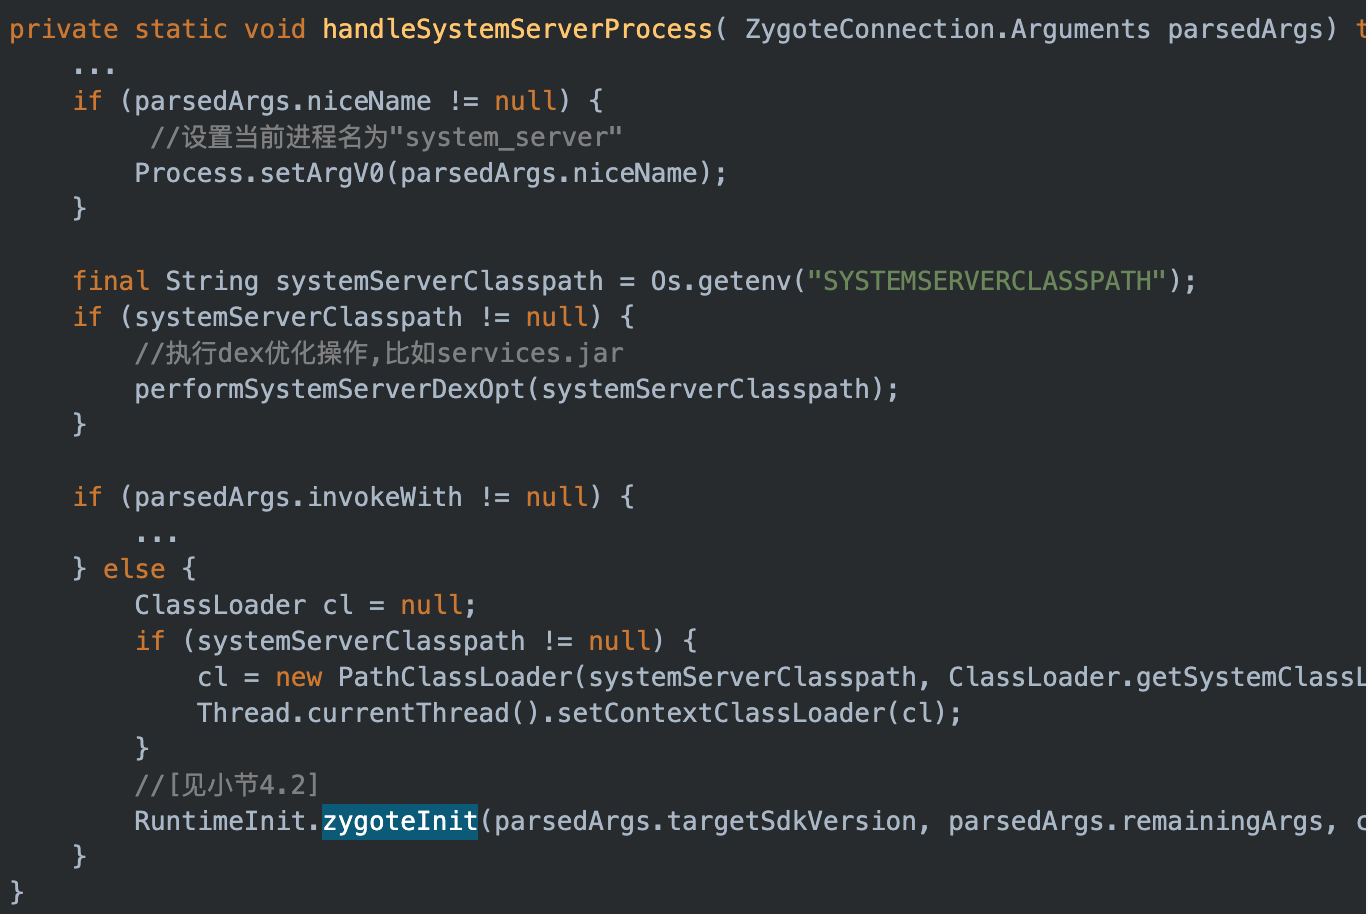 private static void handleSystemServerProcess( ZygoteConnection.Arguments parsedArgs) t
...
if (parsedArgs.niceName != null) {
//设置当前进程名为"system_server"
Process.setArgV0(parsedArgs.niceName);
}
final String systemServerClasspath = Os.getenv("SYSTEMSERVERCLASSPATH");
if (systemServerClasspath != null) {
//执行dex优化操作,比如services.jar
performSystemServerDexOpt(systemServerClasspath);
}
if (parsedArgs.invokeWith != null) {
...
} else {
ClassLoader cl = null;
if (systemServerClasspath != null) {
cl = new PathClassLoader(systemServerClasspath, ClassLoader.getSystemClassL
Thread.currentThread().setContextClassLoader(cl);
}
//[见小节4.2]
RuntimeInit.zygoteInit(parsedArgs.targetSdkVersion, parsedArgs.remainingArgs, c
}
}